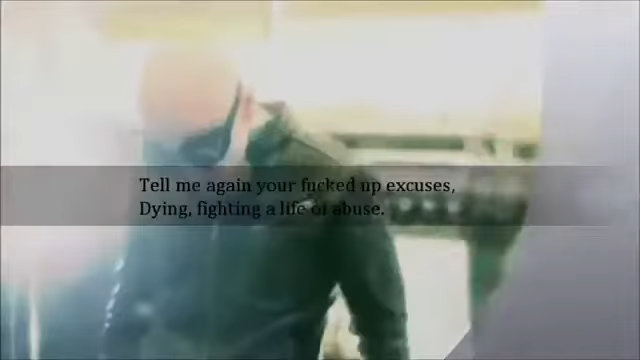 Tell me again your fucked up excuses,
Dying, fighting a life of abuse.